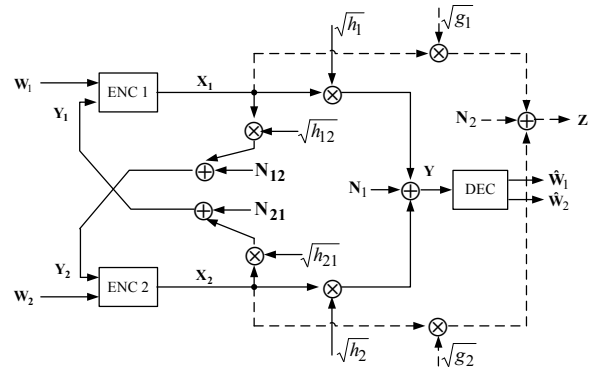 √h₁
√g₁
W₁
ENC 1
X₁
Y₁
√h₁₂
N₂
Z
N₁₂
N₂₁
N₁
Y
DEC
Ŵ₁
Ŵ₂
√h₂₁
Y₂
X₂
W₂
ENC 2
√h₂
√g₂